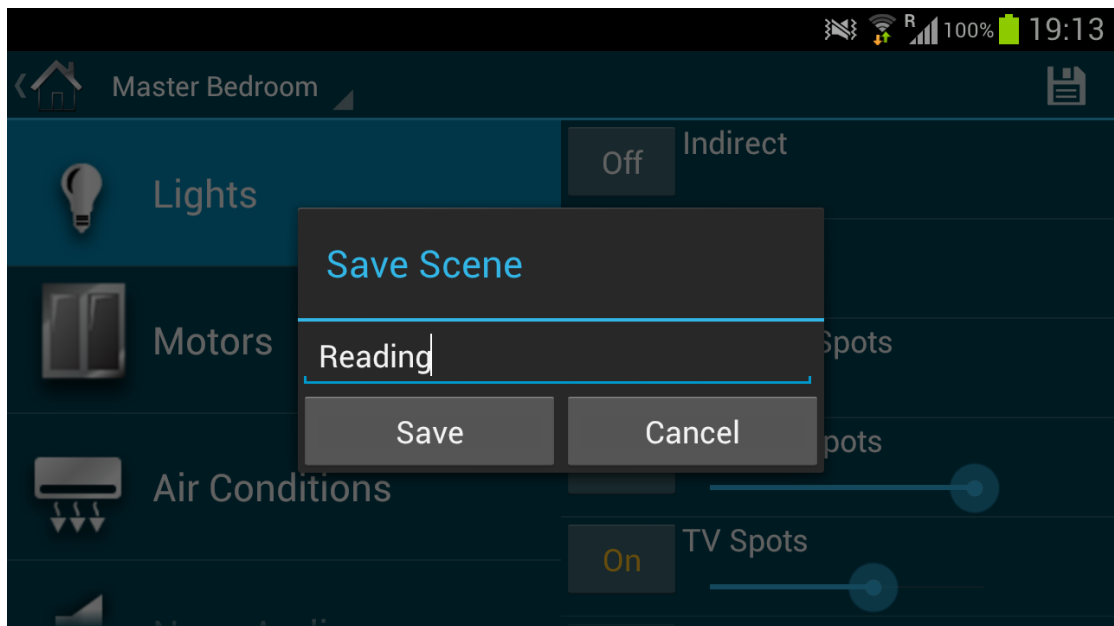 R 100% 19:13
Master Bedroom
Lights
Motors
Air Conditions
Off Indirect
Spots
pots
On TV Spots
Save Scene
Reading
Save Cancel